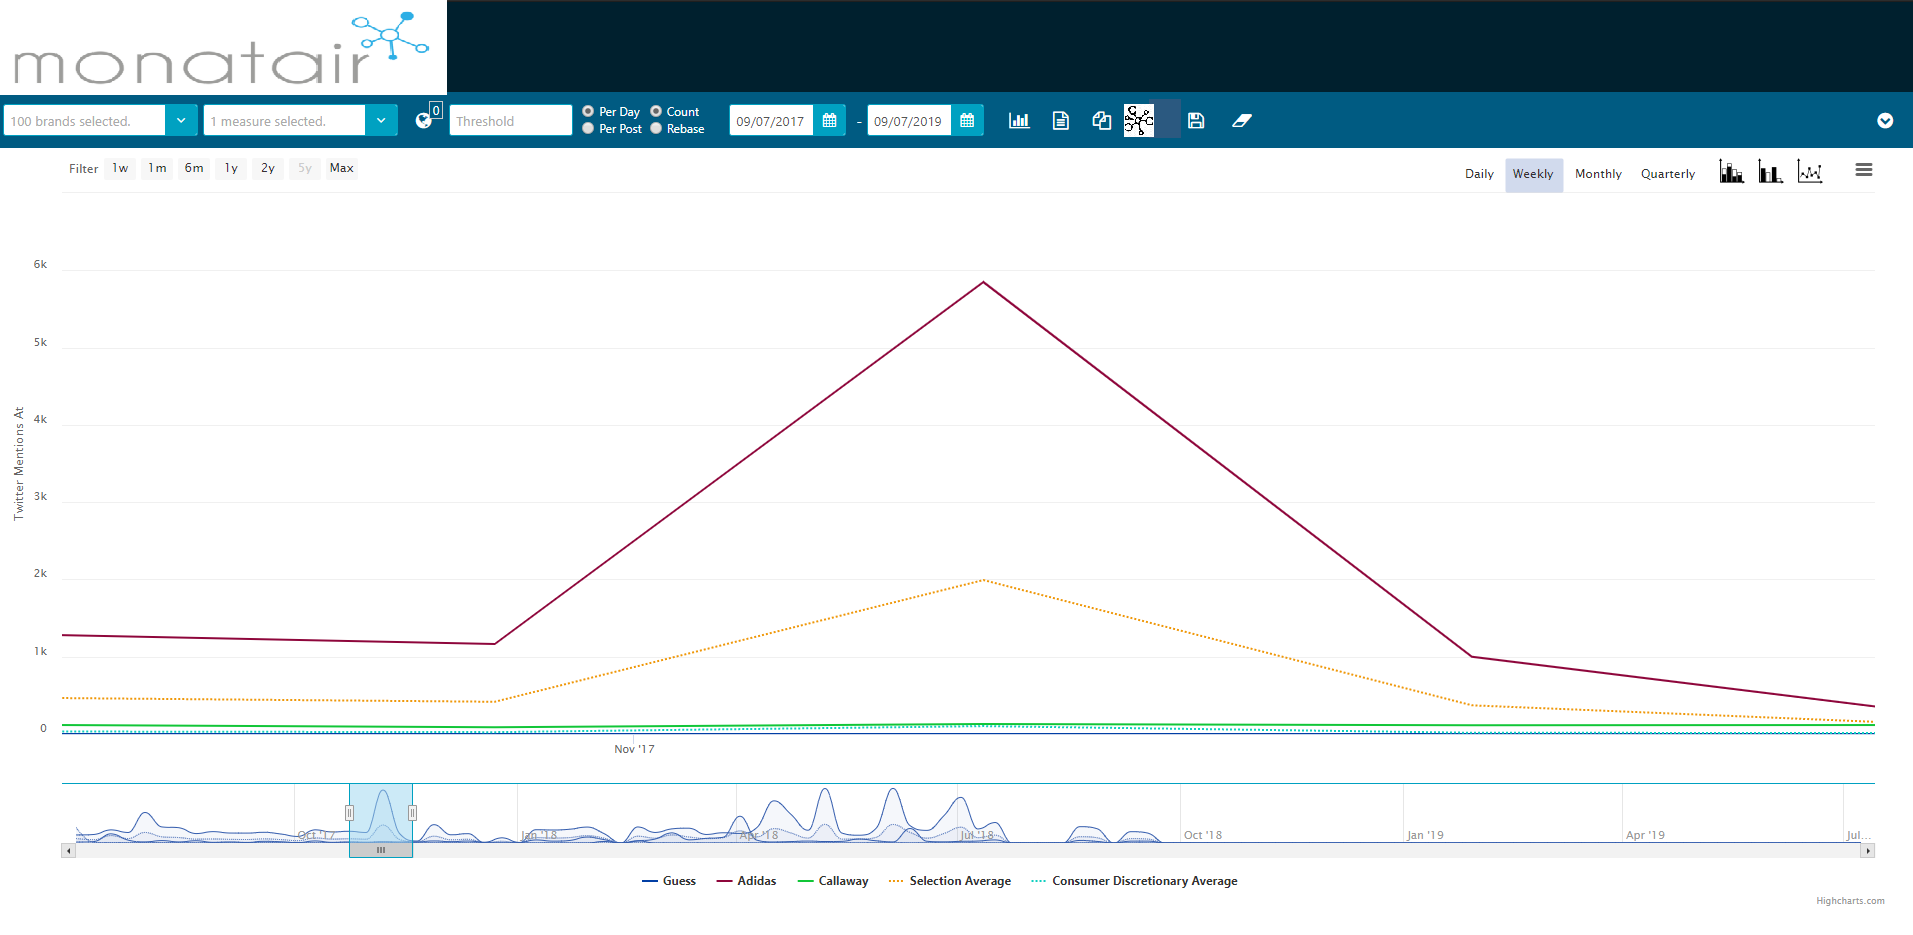 monatair
100 brands selected.
1 measure selected.
0
Threshold
Per Day Count
Per Post Rebase
09/07/2017 - 09/07/2019
Filter 1w 1m 6m 1y 2y 5y Max
Daily Weekly Monthly Quarterly
6k
5k
4k
3k
2k
1k
0
Twitter Mentions At
Nov '17
Oct '17 Jan '18 Apr '18 Jul '18 Oct '18 Jan '19 Apr '19 Jul...
Guess Adidas Callaway Selection Average Consumer Discretionary Average
Highcharts.com